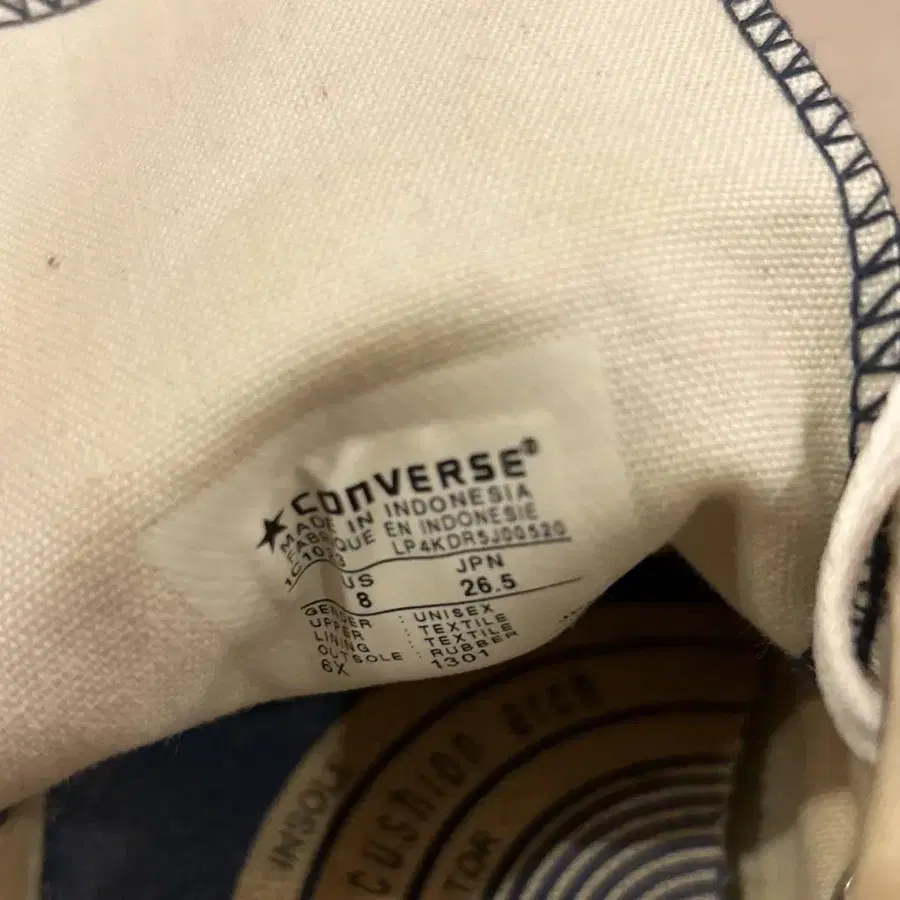 CONVERSE®
MADE IN INDONESIA
FABRIQUE EN INDONESIE
LP4KDR5J00520
US JPN
8 26.5
GENDER : UNISEX
UPPER : TEXTILE
LINING : TEXTILE
OUTSOLE : RUBBER
6X 1301
INSOLE
CUSHION